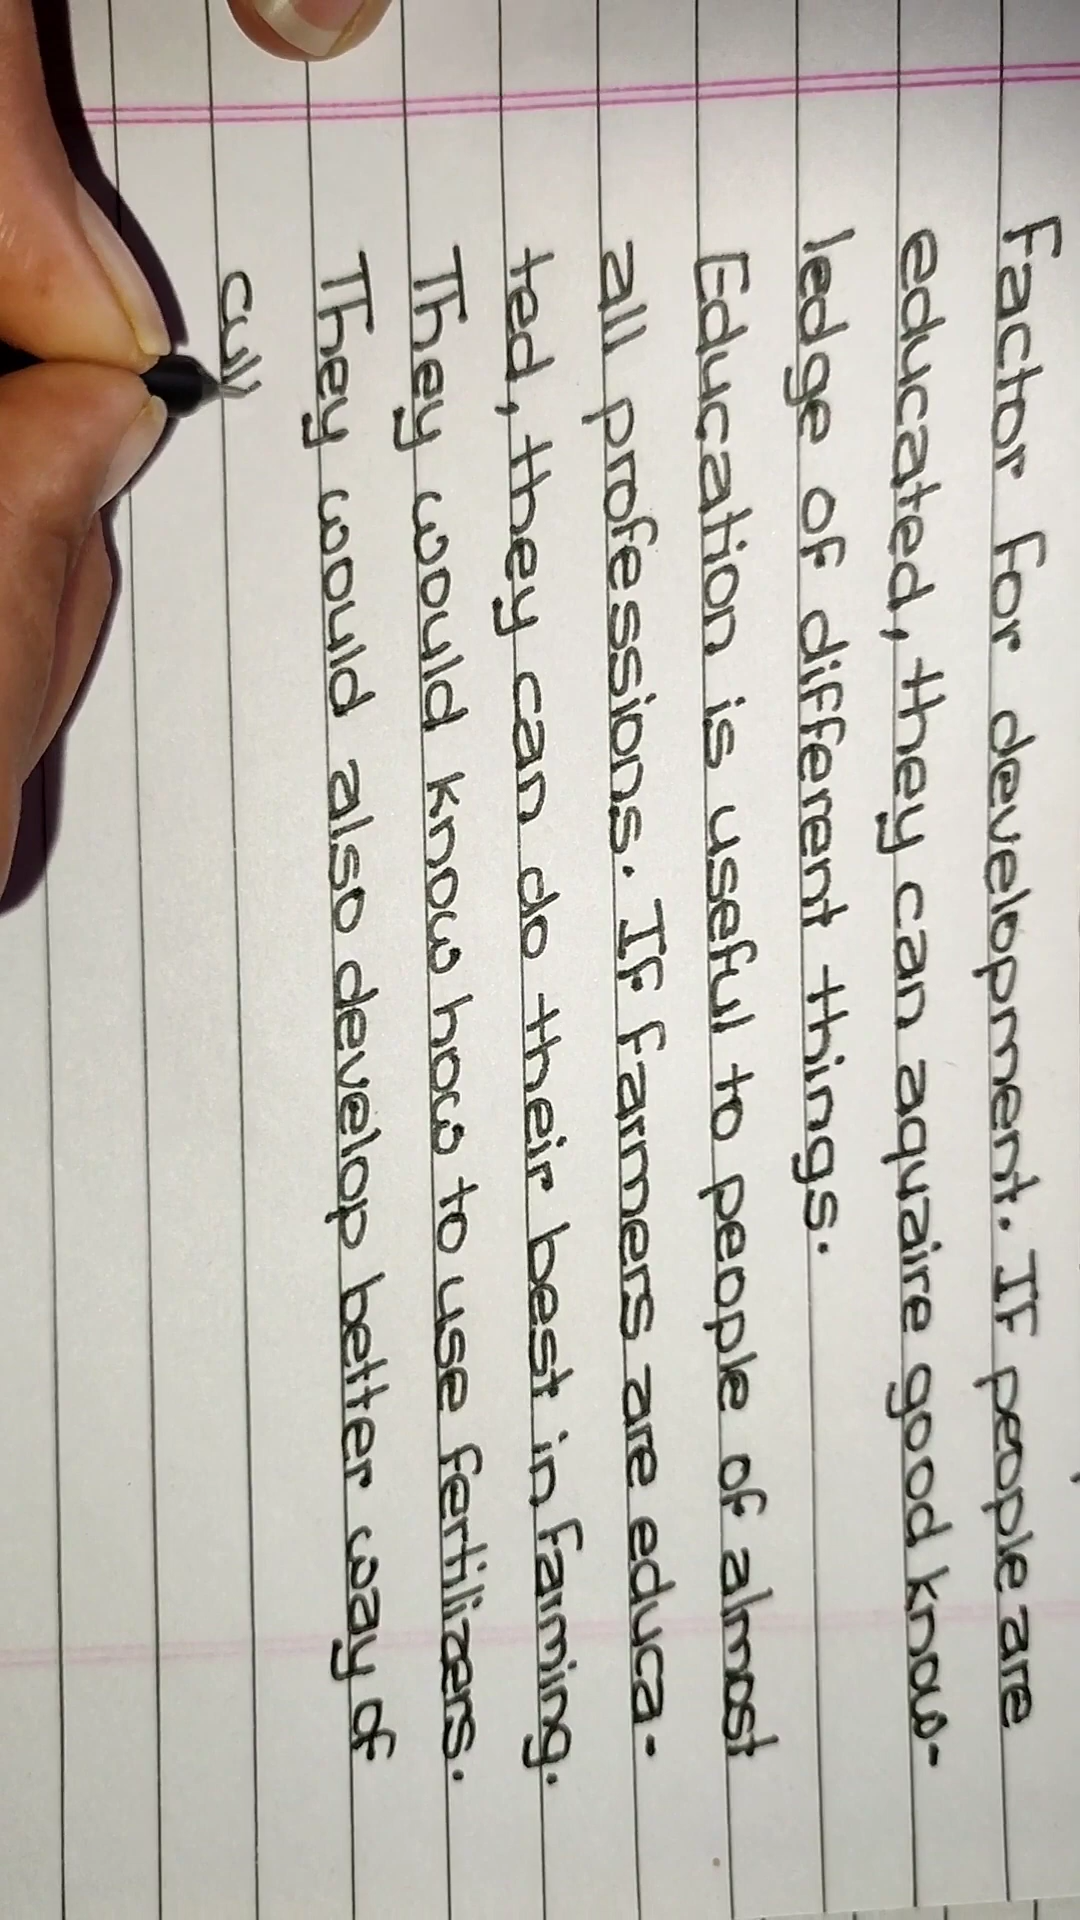 Factor for development. If people are
educated, they can aquaire good know-
ledge of different things.
Education is useful to people of almost
all professions. If farmers are educa-
ted, they can do their best in farming.
They would know how to use fertilizers.
They would also develop better way of